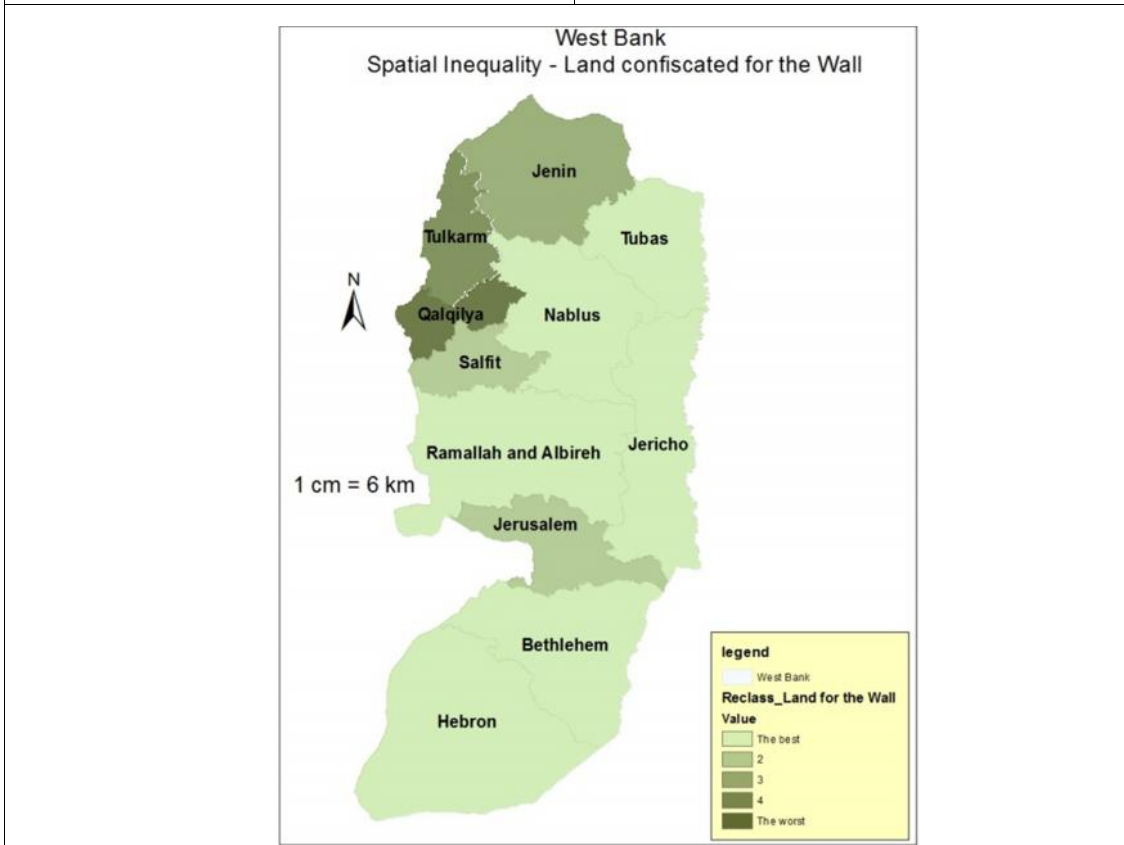 West Bank
Spatial Inequality - Land confiscated for the Wall
Jenin
Tulkarm
Tubas
N
Qalqilya
Nablus
Salfit
Ramallah and Albireh
Jericho
1 cm = 6 km
Jerusalem
Bethlehem
Hebron
legend
West Bank
Reclass_Land for the Wall
Value
The best
2
3
4
The worst